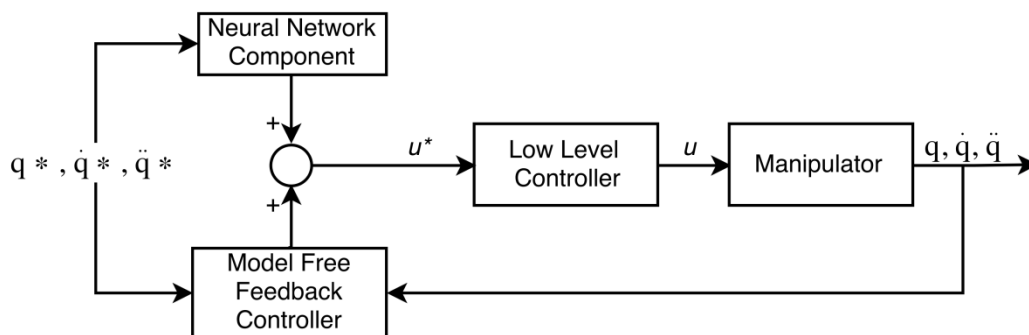 Neural Network
Component
+
q * , q̇ * , q̈ *
u*
Low Level
Controller
u
Manipulator
q, q̇, q̈
+
Model Free
Feedback
Controller